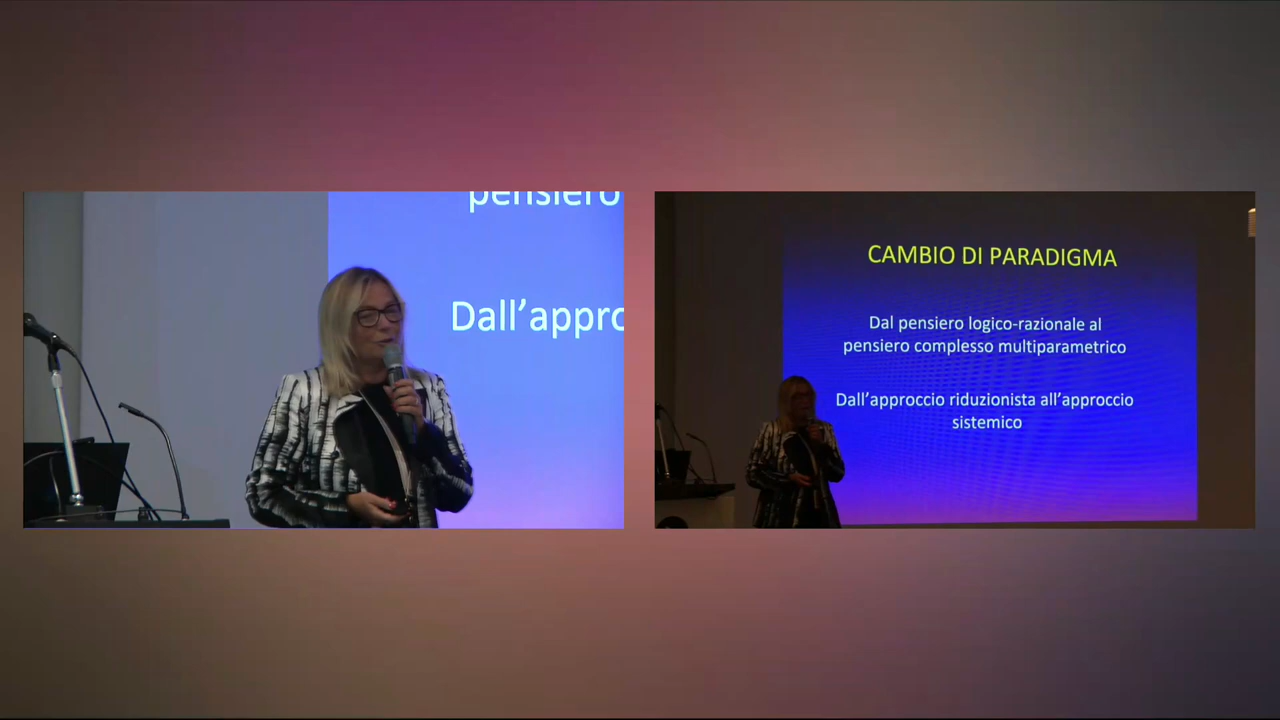 pensiero
Dall'appro
CAMBIO DI PARADIGMA
Dal pensiero logico-razionale al
pensiero complesso multiparametrico
Dall'approccio riduzionista all'approccio
sistemico